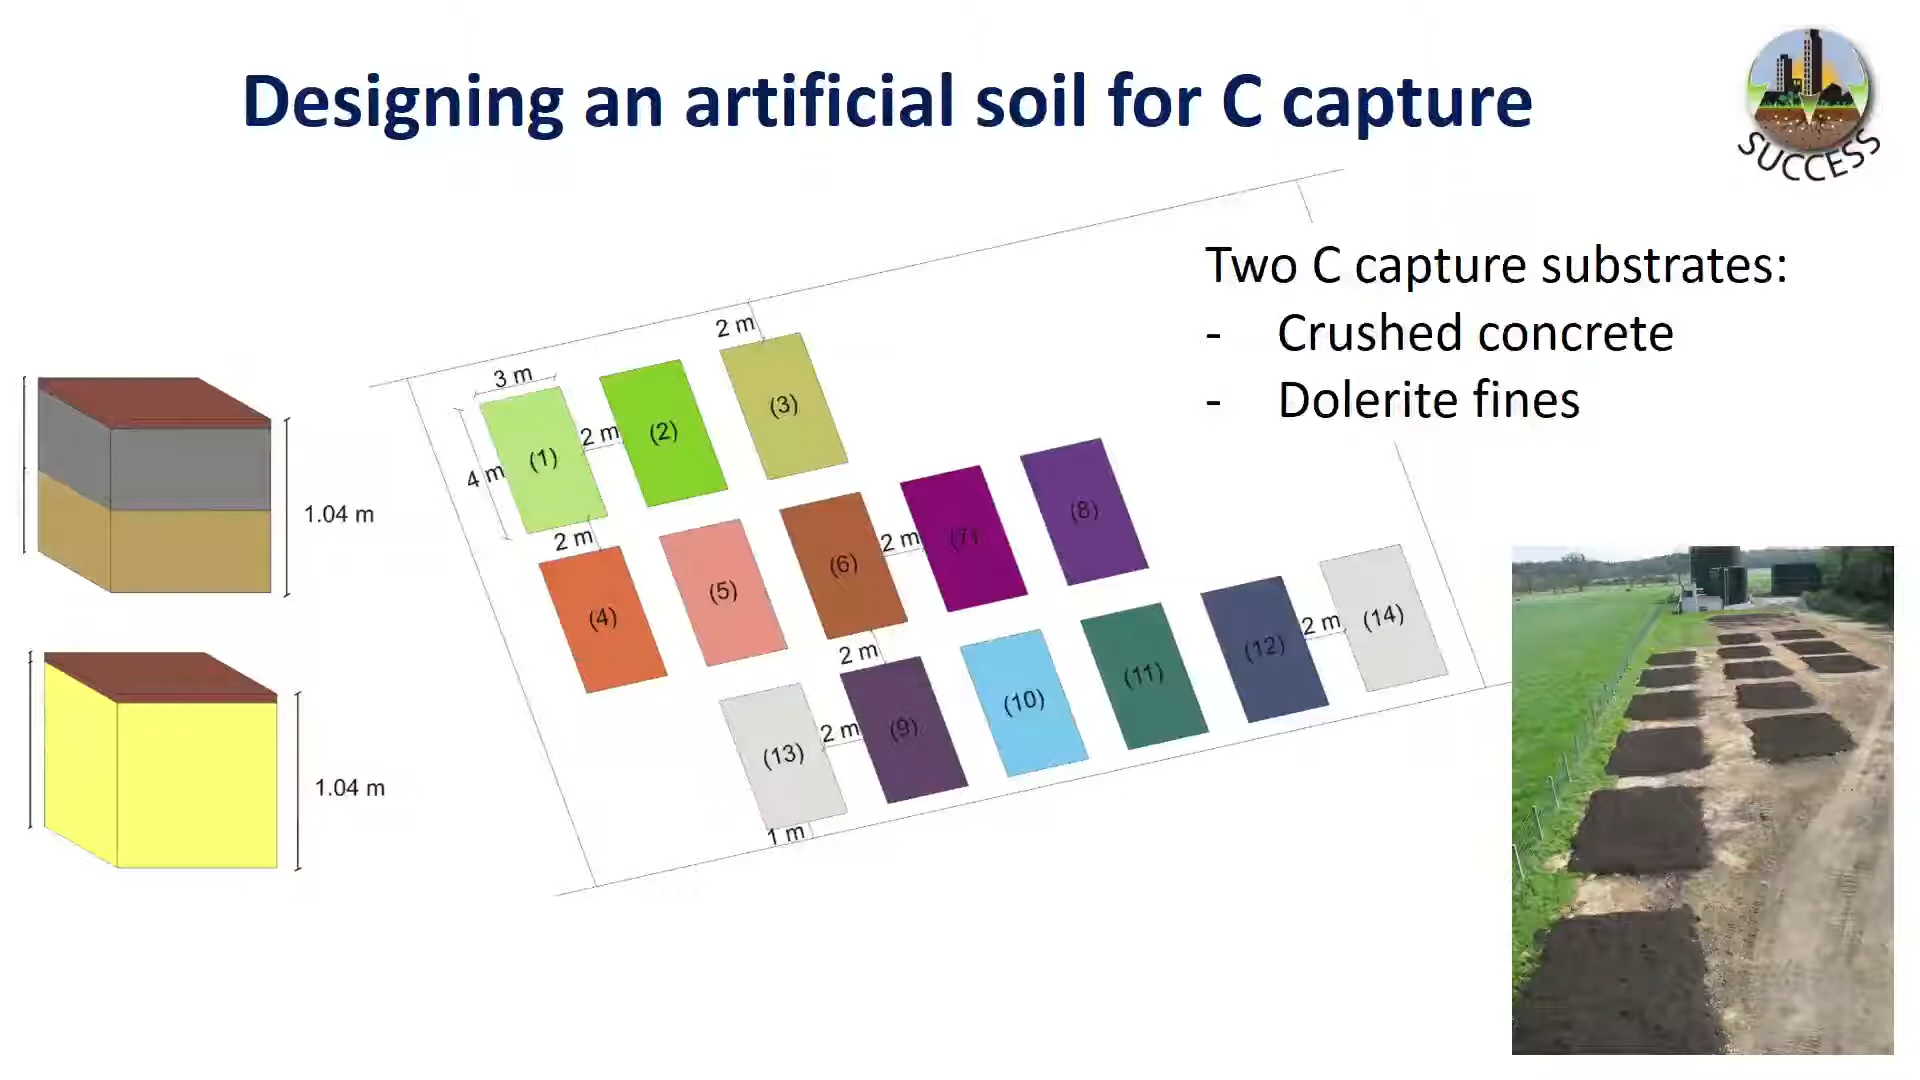 Designing an artificial soil for C capture
SUCCESS
Two C capture substrates:
- Crushed concrete
- Dolerite fines
1.04 m
1.04 m
2 m
3 m
(1)
2 m
(2)
(3)
4 m
2 m
(4)
(5)
(6)
2 m
(7)
(8)
2 m
(13)
2 m
(9)
(10)
(11)
(12)
2 m
(14)
1 m